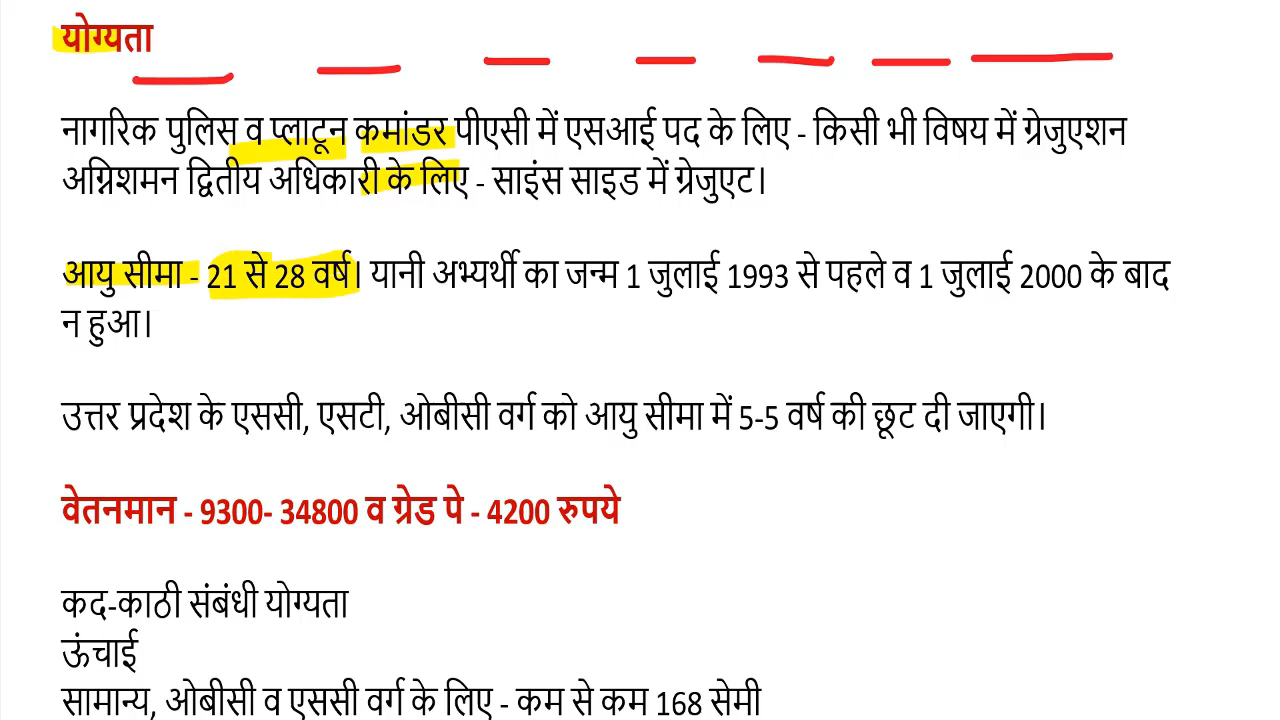 योग्यता
नागरिक पुलिस व प्लाटून कमांडर पीएसी में एसआई पद के लिए - किसी भी विषय में ग्रेजुएशन
अग्निशमन द्वितीय अधिकारी के लिए - साइंस साइड में ग्रेजुएट।
आयु सीमा - 21 से 28 वर्ष। यानी अभ्यर्थी का जन्म 1 जुलाई 1993 से पहले व 1 जुलाई 2000 के बाद
न हुआ।
उत्तर प्रदेश के एससी, एसटी, ओबीसी वर्ग को आयु सीमा में 5-5 वर्ष की छूट दी जाएगी।
वेतनमान - 9300- 34800 व ग्रेड पे - 4200 रुपये
कद-काठी संबंधी योग्यता
ऊंचाई
सामान्य, ओबीसी व एससी वर्ग के लिए - कम से कम 168 सेमी